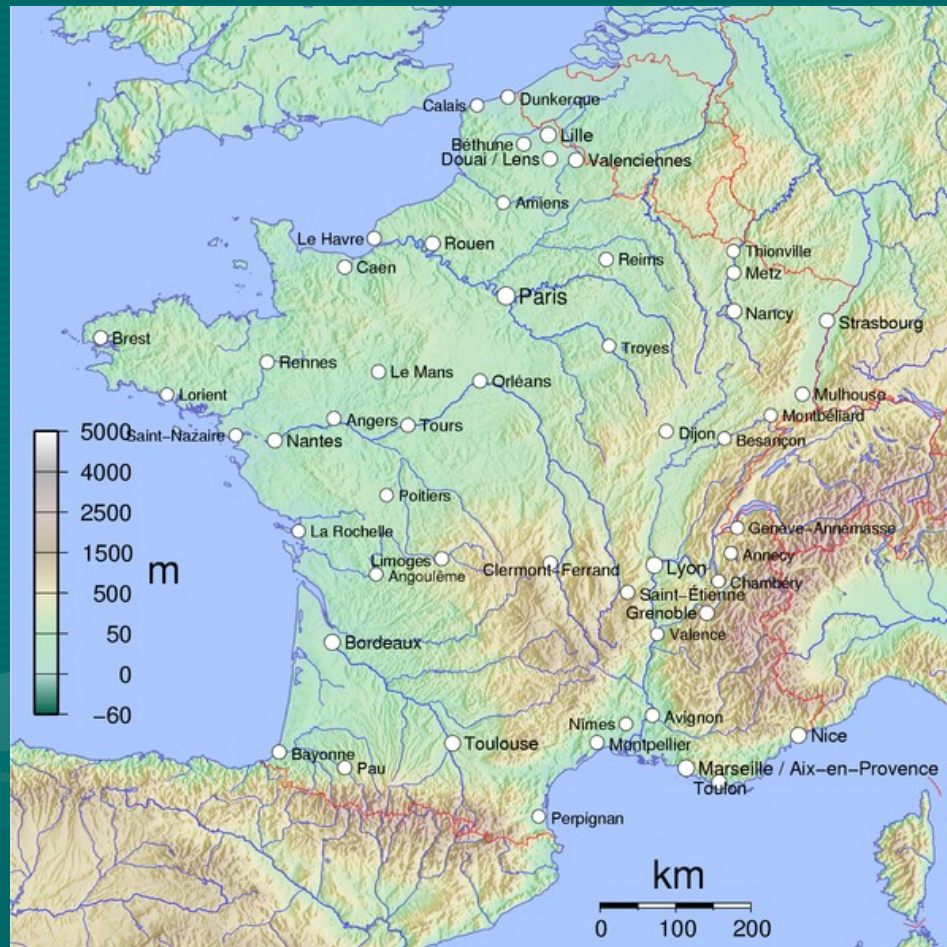 Calais
Dunkerque
Lille
Béthune
Douai / Lens
Valenciennes
Amiens
Le Havre
Rouen
Caen
Reims
Thionville
Metz
Paris
Nancy
Strasbourg
Brest
Troyes
Rennes
Le Mans
Orléans
Lorient
Mulhouse
Montbéliard
Angers
Tours
Dijon
Besançon
Saint-Nazaire
Nantes
Poitiers
La Rochelle
Genève-Annemasse
Annecy
Limoges
Angoulême
Clermont-Ferrand
Lyon
Chambéry
Saint-Étienne
Grenoble
Valence
Bordeaux
Avignon
Nîmes
Montpellier
Nice
Toulouse
Bayonne
Pau
Marseille / Aix-en-Provence
Toulon
Perpignan
5000
4000
2500
1500
500
50
0
-60
m
km
0 100 200